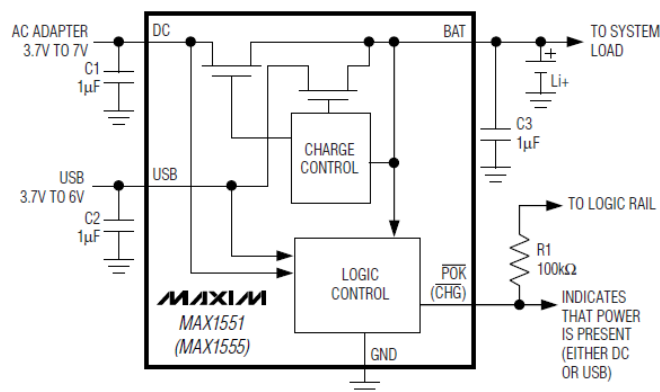 AC ADAPTER
3.7V TO 7V
DC
BAT
TO SYSTEM
LOAD
C1
1µF
+
Li+
CHARGE
CONTROL
C3
1µF
USB
3.7V TO 6V
USB
C2
1µF
TO LOGIC RAIL
R1
100kΩ
LOGIC
CONTROL
POK
(CHG)
MAXIM
MAX1551
(MAX1555)
GND
INDICATES
THAT POWER
IS PRESENT
(EITHER DC
OR USB)